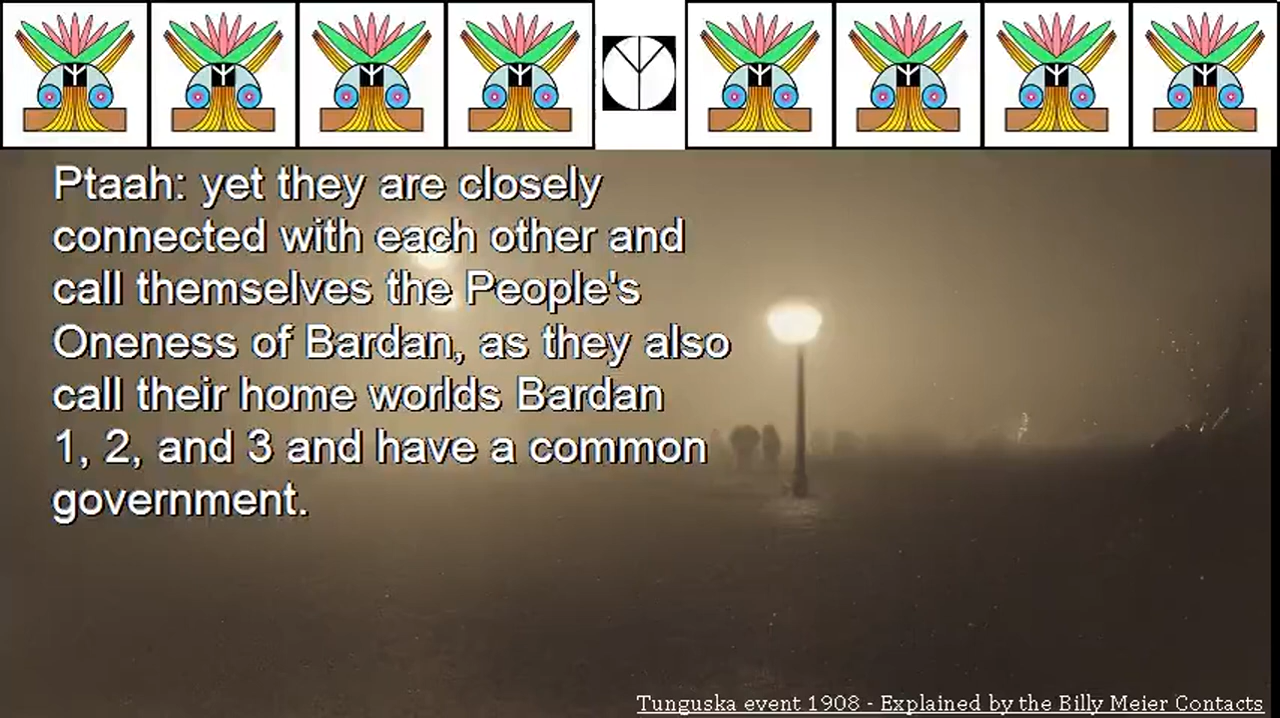 Ptaah: yet they are closely
connected with each other and
call themselves the People's
Oneness of Bardan, as they also
call their home worlds Bardan
1, 2, and 3 and have a common
government.
Tunguska event 1908 - Explained by the Billy Meier Contacts